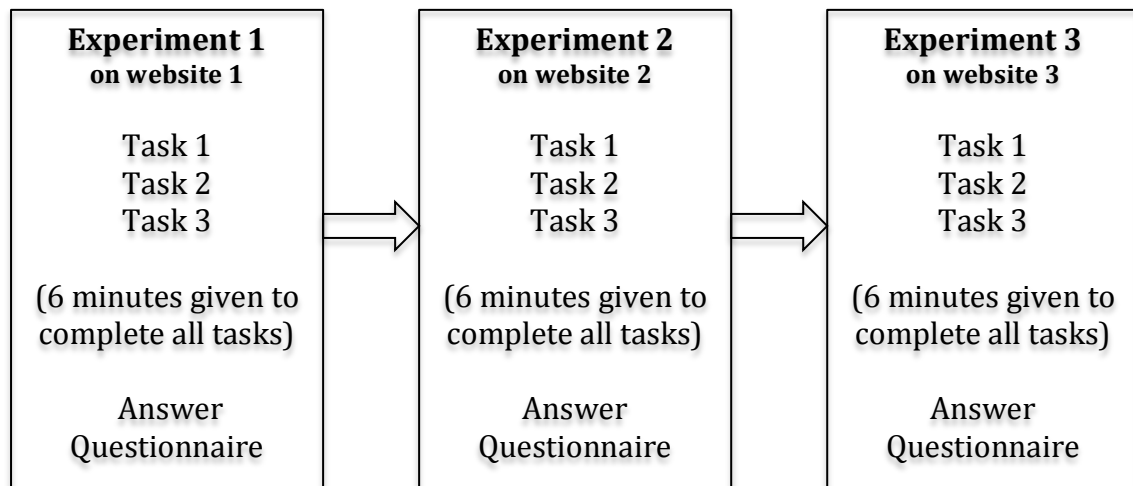 Experiment 1
on website 1
Task 1
Task 2
Task 3
(6 minutes given to
complete all tasks)
Answer
Questionnaire
Experiment 2
on website 2
Task 1
Task 2
Task 3
(6 minutes given to
complete all tasks)
Answer
Questionnaire
Experiment 3
on website 3
Task 1
Task 2
Task 3
(6 minutes given to
complete all tasks)
Answer
Questionnaire